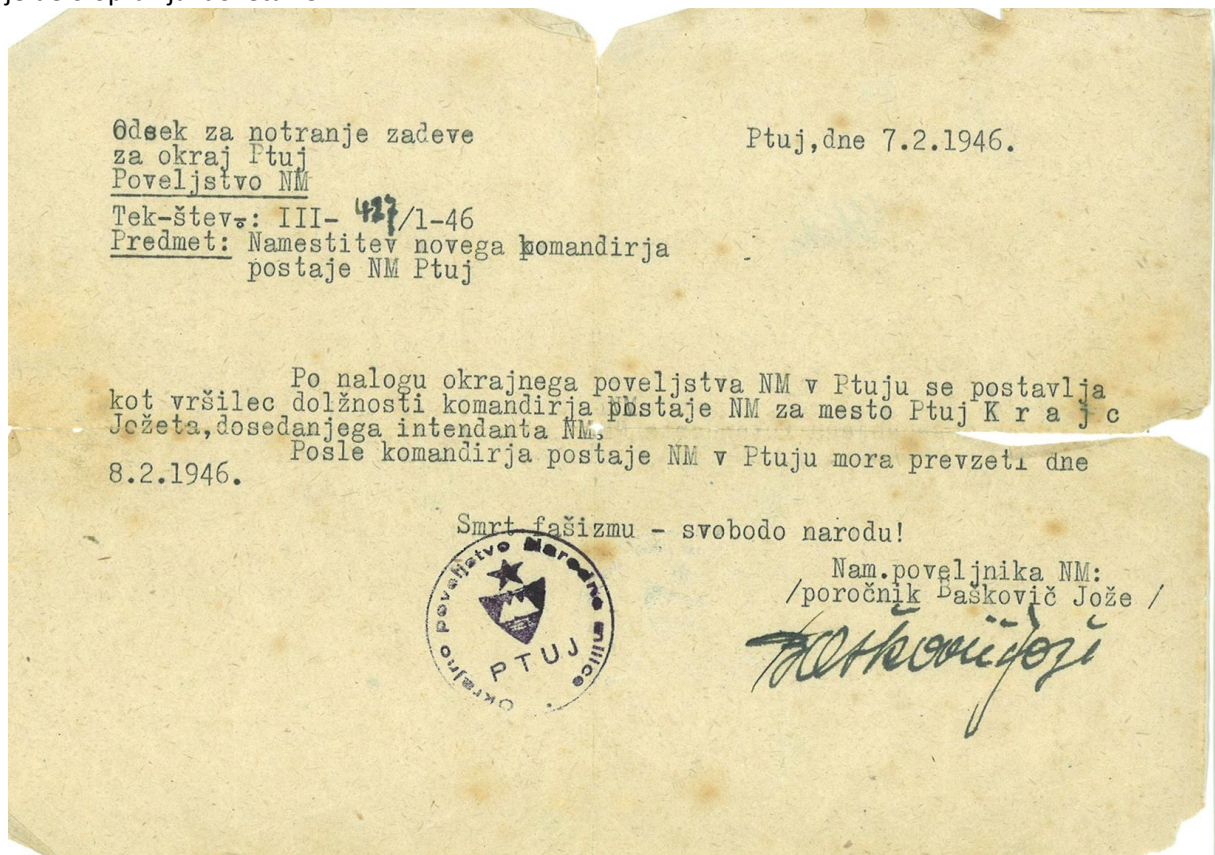 Odsek za notranje zadeve
za okraj Ptuj
Poveljstvo NM
Ptuj,dne 7.2.1946.
Tek-štev.: III- 427/1-46
Predmet: Namestitev novega komandirja
postaje NM Ptuj
Po nalogu okrajnega poveljstva NM v Ptuju se postavlja
kot vršilec dolžnosti komandirja postaje NM za mesto Ptuj K r a j c
Jožeta,dosedanjega intendanta NM.
Posle komandirja postaje NM v Ptuju mora prevzeti dne
8.2.1946.
Smrt fašizmu - svobodo narodu!
Nam.poveljnika NM:
/poročnik Baškovič Jože /
Baškovič Jože
Okrajno poveljstvo Narodne milice
PTUJ